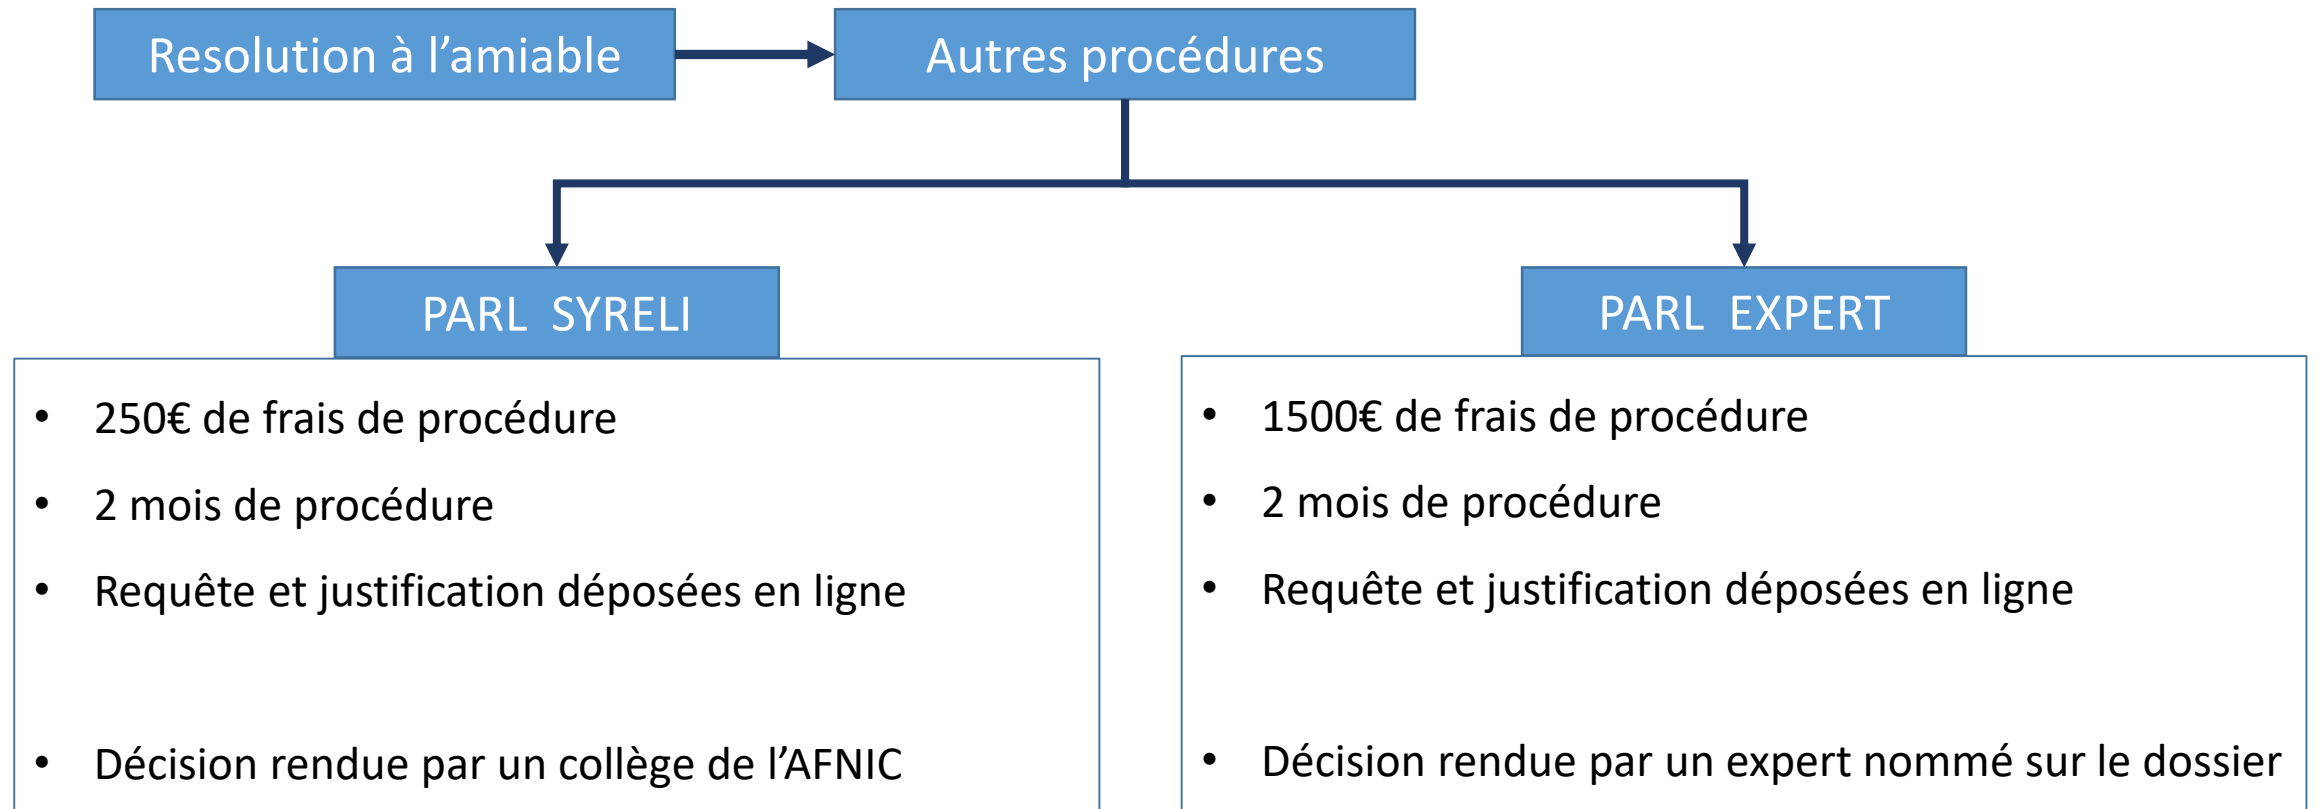 Resolution à l’amiable
Autres procédures
PARL  SYRELI
• 250€ de frais de procédure
• 2 mois de procédure
• Requête et justification déposées en ligne
• Décision rendue par un collège de l’AFNIC
PARL  EXPERT
• 1500€ de frais de procédure
• 2 mois de procédure
• Requête et justification déposées en ligne
• Décision rendue par un expert nommé sur le dossier